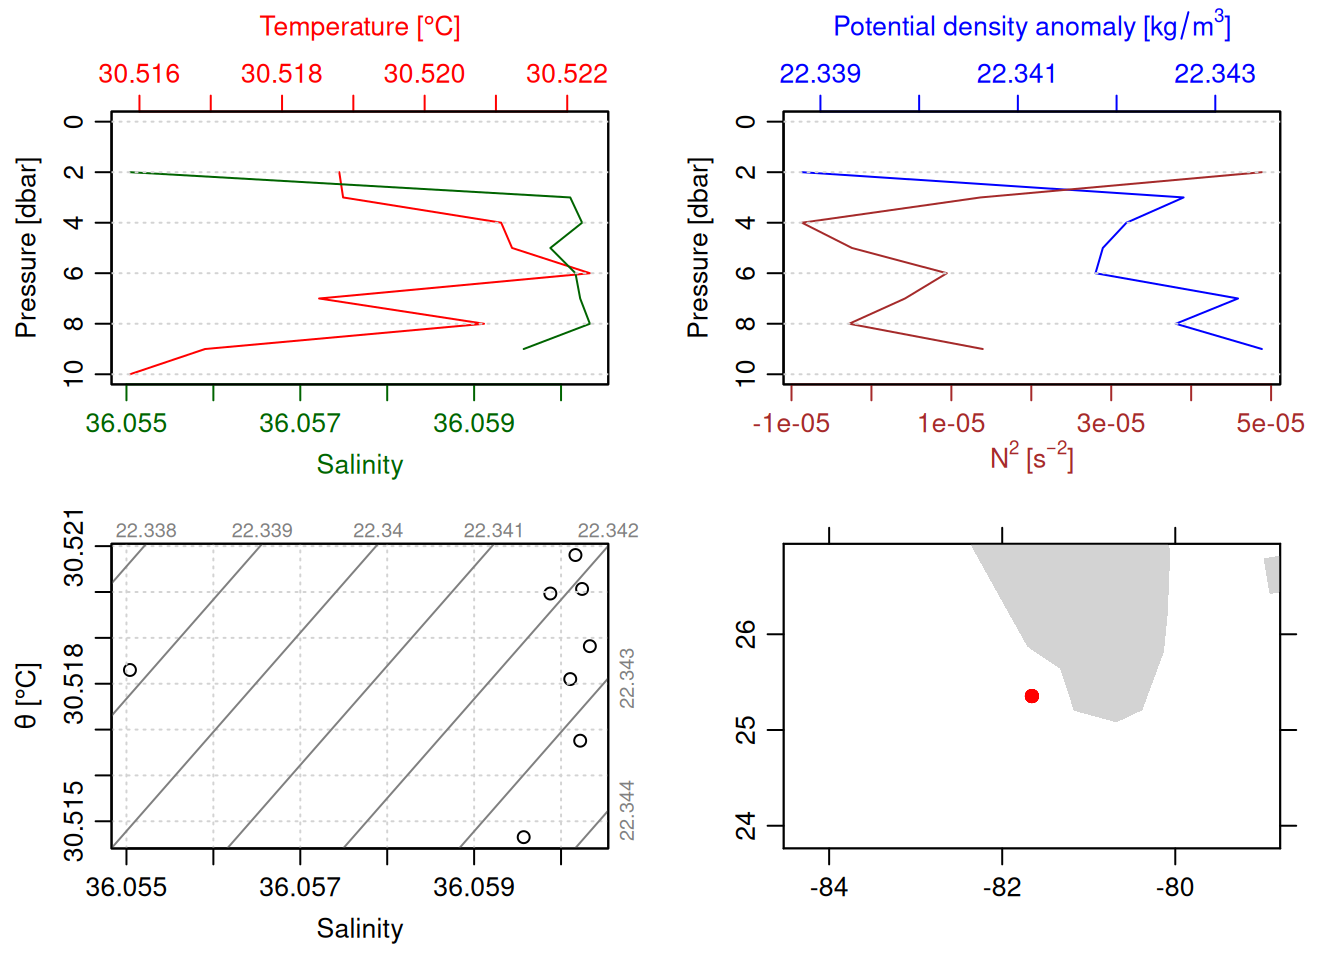 Temperature [°C]
30.516 30.518 30.520 30.522
Pressure [dbar]
0 2 4 6 8 10
36.055 36.057 36.059
Salinity
Potential density anomaly [kg/m³]
22.339 22.341 22.343
Pressure [dbar]
0 2 4 6 8 10
-1e-05 1e-05 3e-05 5e-05
N² [s⁻²]
22.338 22.339 22.34 22.341 22.342
22.343
22.344
θ [°C]
30.515 30.518 30.521
36.055 36.057 36.059
Salinity
26
25
24
-84 -82 -80